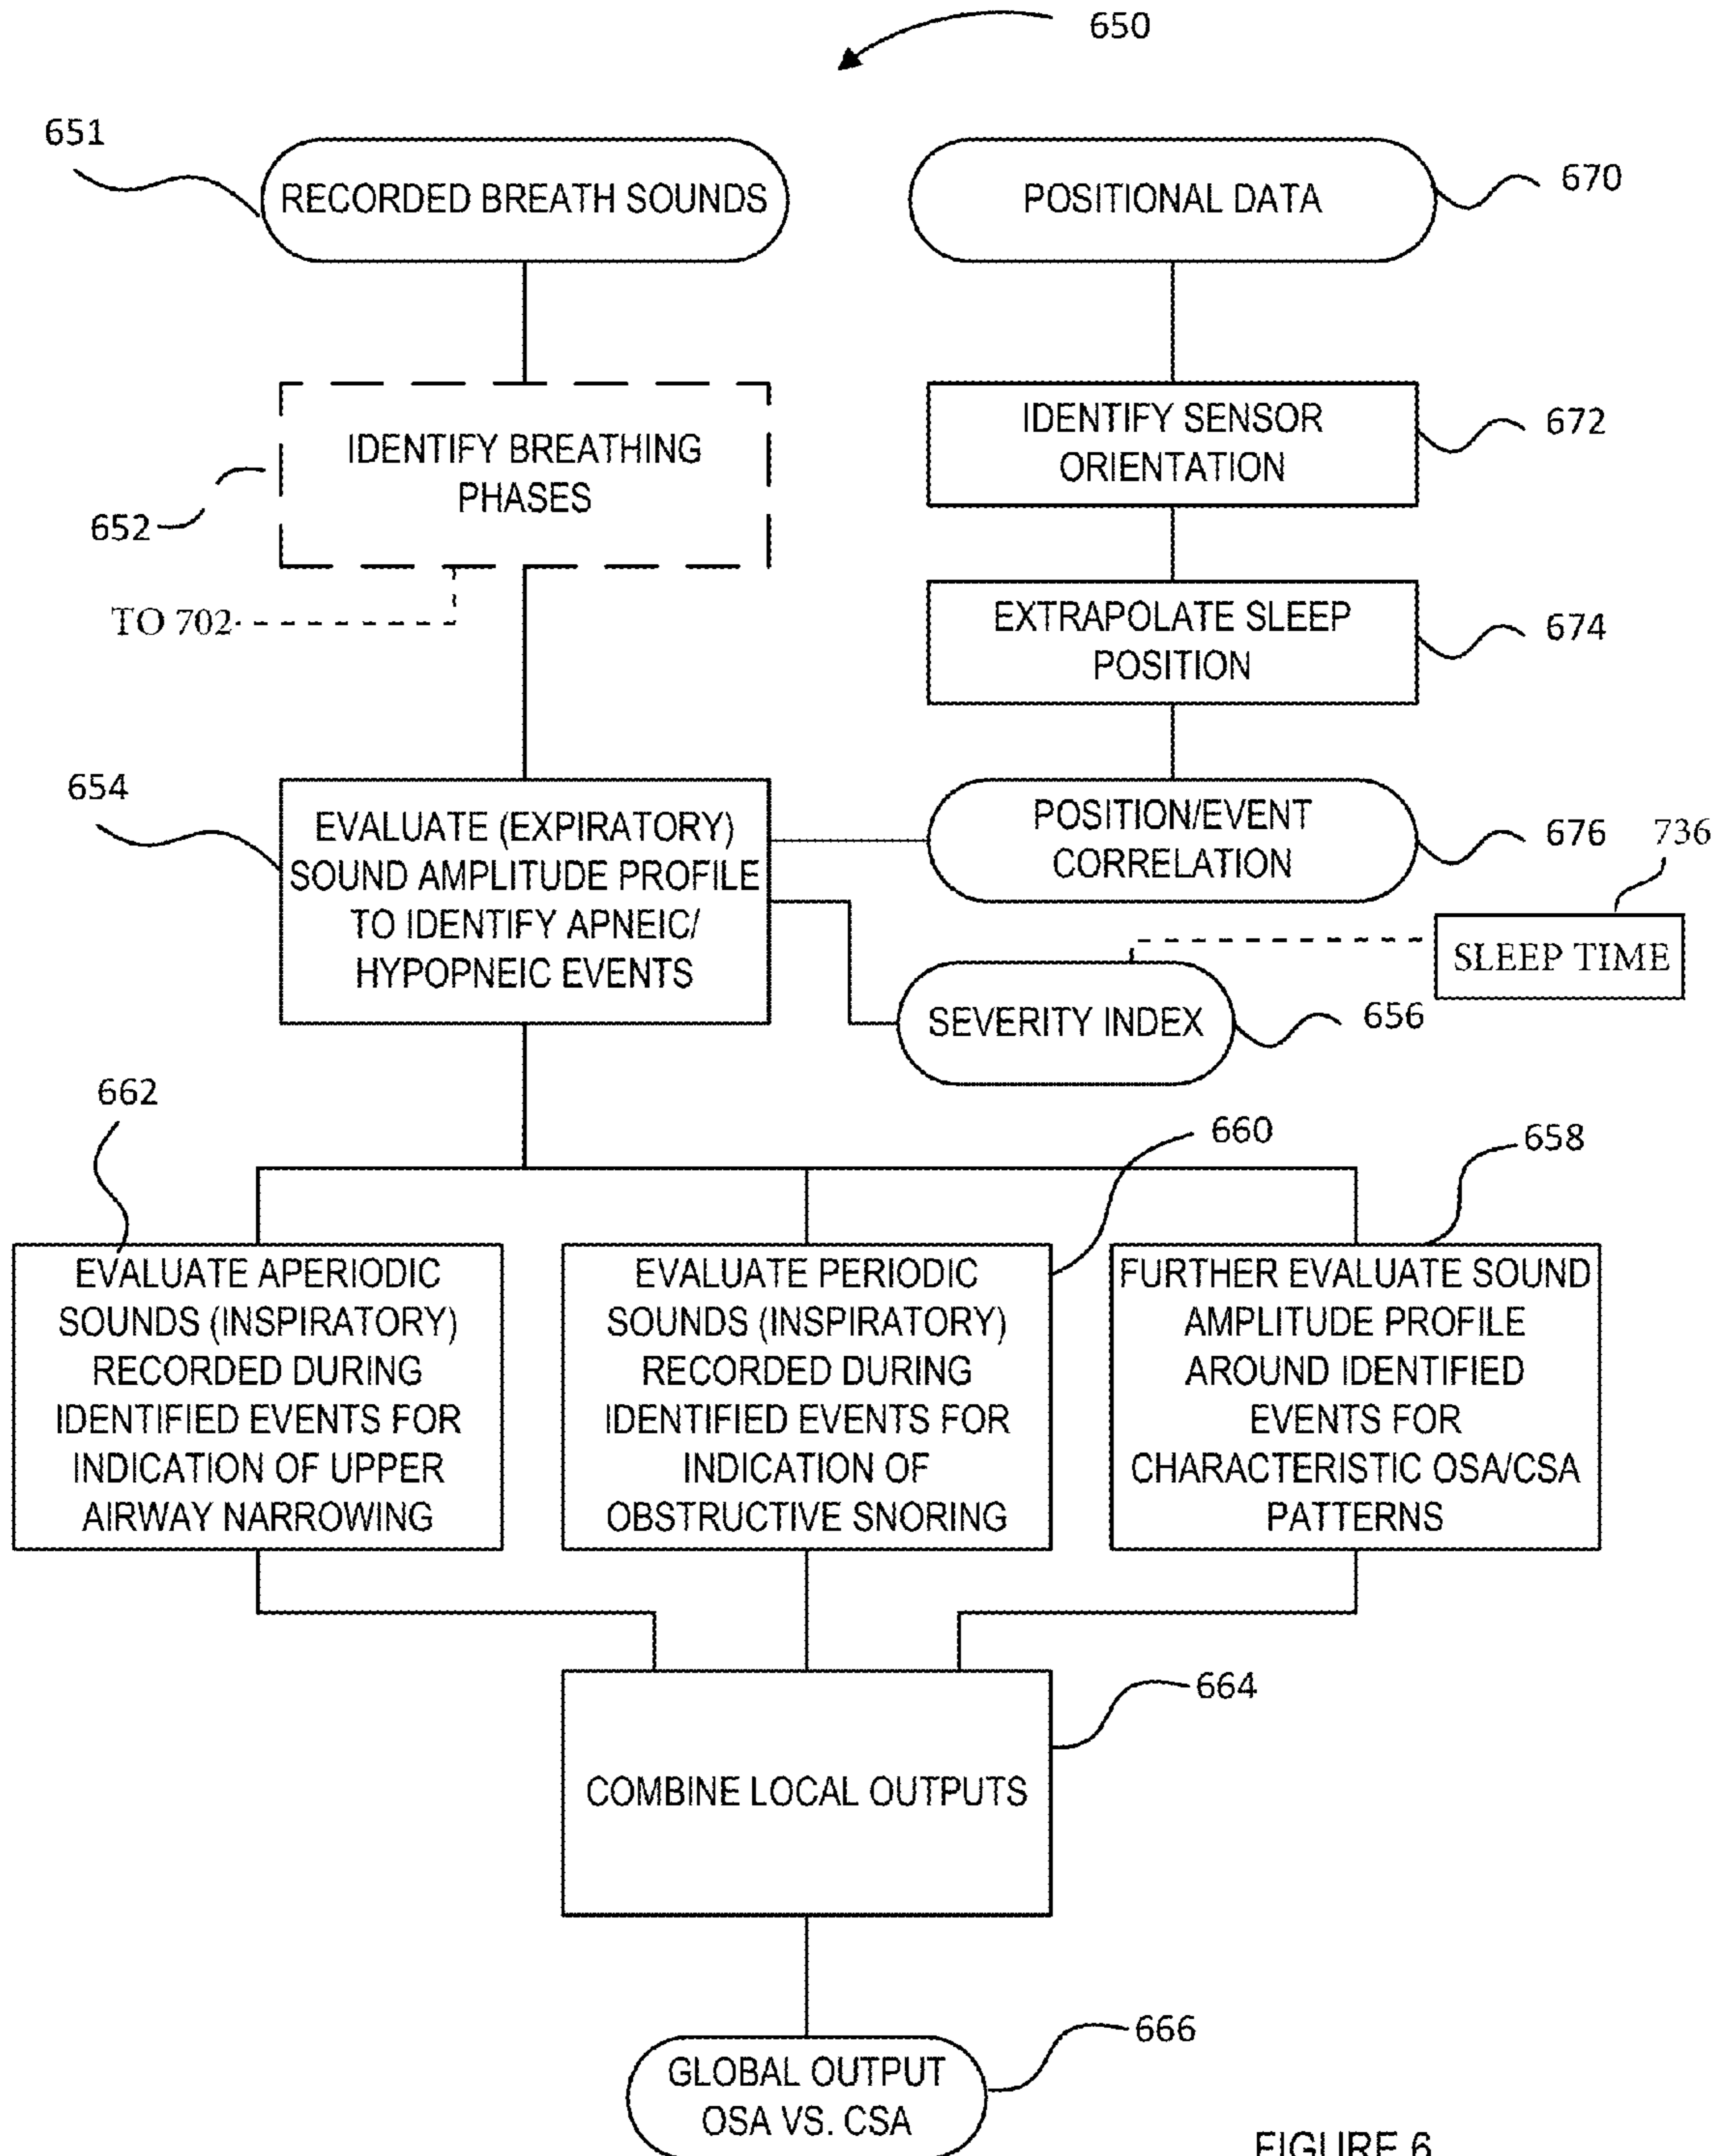 650
651
RECORDED BREATH SOUNDS
POSITIONAL DATA
670
IDENTIFY BREATHING
PHASES
652
TO 702
IDENTIFY SENSOR
ORIENTATION
672
EXTRAPOLATE SLEEP
POSITION
674
654
EVALUATE (EXPIRATORY)
SOUND AMPLITUDE PROFILE
TO IDENTIFY APNEIC/
HYPOPNEIC EVENTS
POSITION/EVENT
CORRELATION
676
736
SLEEP TIME
SEVERITY INDEX
656
662
660
658
EVALUATE APERIODIC
SOUNDS (INSPIRATORY)
RECORDED DURING
IDENTIFIED EVENTS FOR
INDICATION OF UPPER
AIRWAY NARROWING
EVALUATE PERIODIC
SOUNDS (INSPIRATORY)
RECORDED DURING
IDENTIFIED EVENTS FOR
INDICATION OF
OBSTRUCTIVE SNORING
FURTHER EVALUATE SOUND
AMPLITUDE PROFILE
AROUND IDENTIFIED
EVENTS FOR
CHARACTERISTIC OSA/CSA
PATTERNS
664
COMBINE LOCAL OUTPUTS
666
GLOBAL OUTPUT
OSA VS. CSA
FIGURE 6